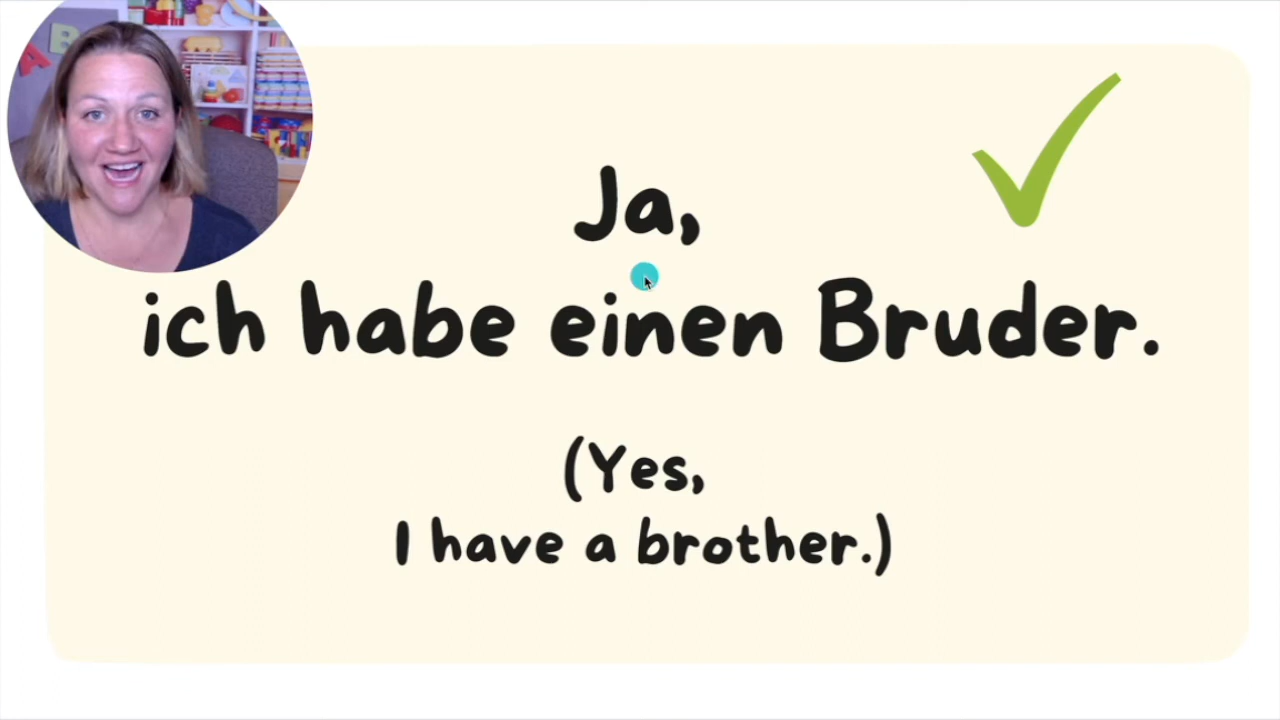 A B
Ja,
ich habe einen Bruder.
(Yes,
I have a brother.)